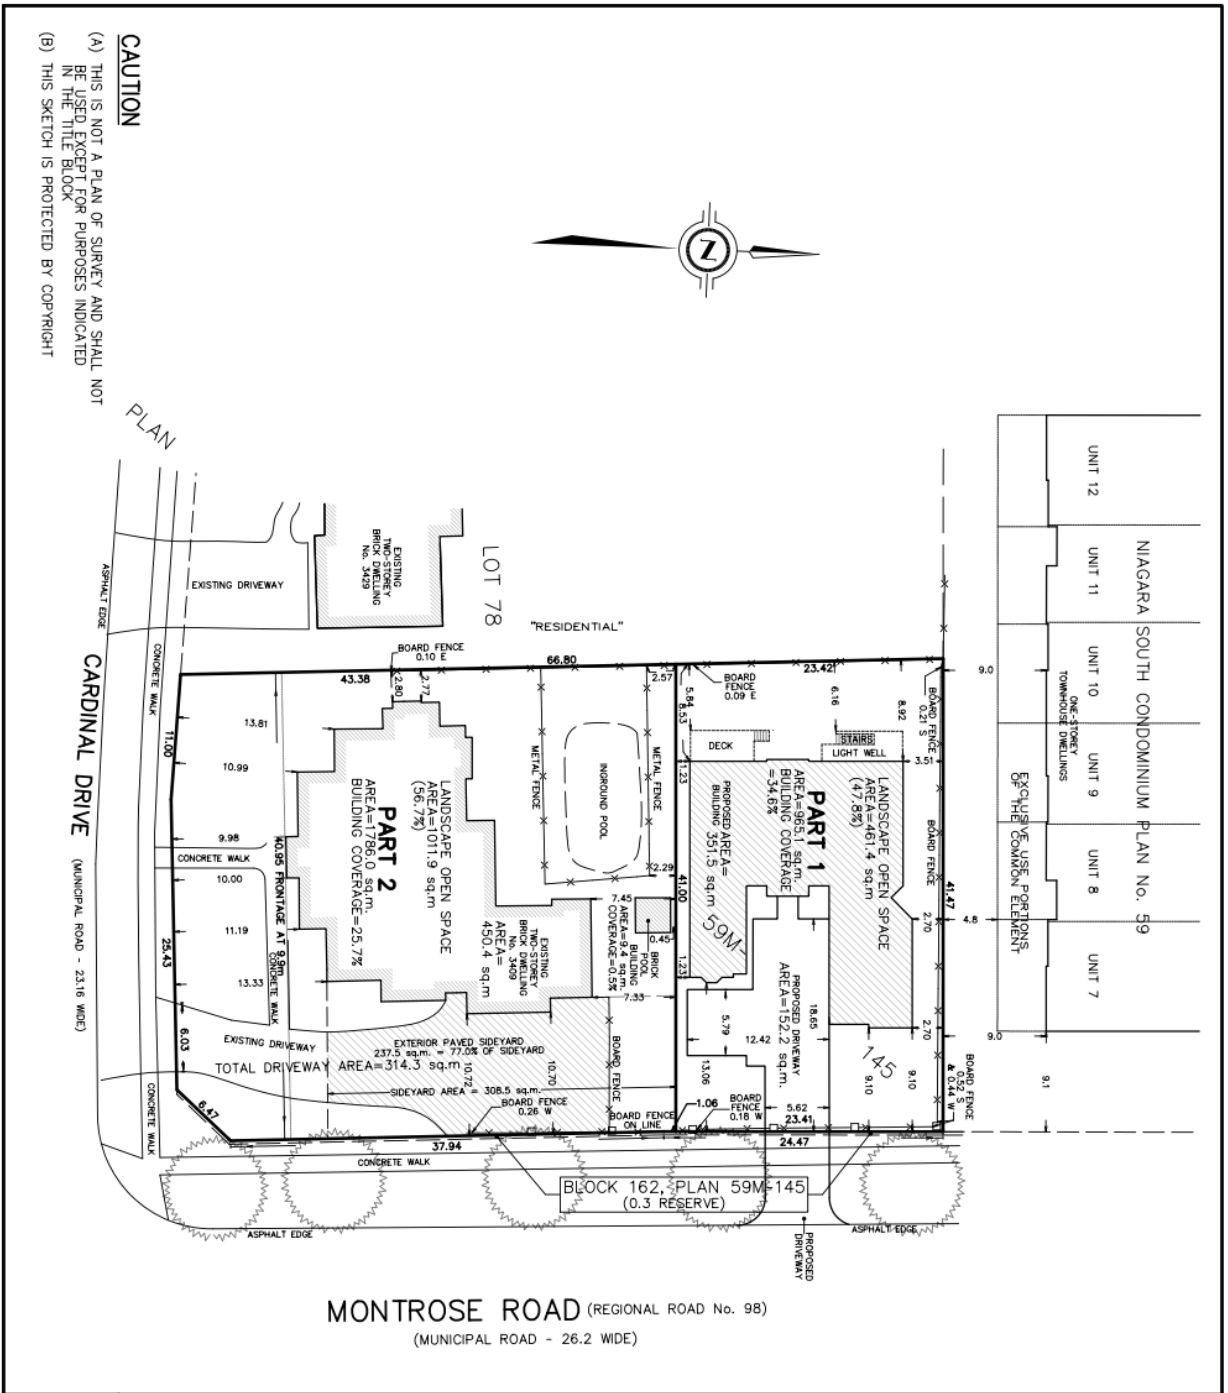 CAUTION
(A) THIS IS NOT A PLAN OF SURVEY AND SHALL NOT
BE USED EXCEPT FOR PURPOSES INDICATED
IN THE TITLE BLOCK
(B) THIS SKETCH IS PROTECTED BY COPYRIGHT
Z
PLAN
UNIT 12
UNIT 11
UNIT 10
UNIT 9
UNIT 8
UNIT 7
NIAGARA SOUTH CONDOMINIUM PLAN No. 59
ONE-STOREY
TOWNHOUSE DWELLINGS
EXCLUSIVE USE PORTIONS
OF THE COMMON ELEMENT
9.0
4.8
9.0
9.1
EXISTING
TWO-STOREY
BRICK DWELLING
No. 3429
LOT 78
"RESIDENTIAL"
EXISTING DRIVEWAY
ASPHALT EDGE
CONCRETE WALK
CARDINAL DRIVE (MUNICIPAL ROAD - 23.16 WIDE)
BOARD FENCE
0.10 E
66.80
43.38
23.42
2.80
2.77
2.57
BOARD
FENCE
0.09 E
5.84
8.53
6.16
8.92
BOARD FENCE
0.21 S
3.51
13.81
11.00
10.99
9.98
CONCRETE WALK
10.00
11.19
25.43
13.33
6.03
6.47
40.95 FRONTAGE AT 9.9m
CONCRETE WALK
METAL FENCE
INGROUND POOL
METAL FENCE
DECK
STAIRS
LIGHT WELL
1.23
PART 2
AREA=1786.0 sq.m.
BUILDING COVERAGE=25.7%
LANDSCAPE OPEN SPACE
AREA=1011.9 sq.m
(56.7%)
EXISTING
TWO-STOREY
BRICK DWELLING
No. 3409
AREA=
450.4 sq.m
2.29
41.00
7.45
BRICK
POOL
BUILDING
AREA=9.4 sq.m.
COVERAGE=0.5%
0.45
1.23
7.33
PART 1
AREA=965.1 sq.m.
BUILDING COVERAGE
=34.6%
PROPOSED
BUILDING
AREA=
351.5 sq.m
LANDSCAPE OPEN SPACE
AREA=461.4 sq.m
(47.8%)
BOARD FENCE
41.47
2.70
2.70
59M-
145
PROPOSED DRIVEWAY
AREA=152.2 sq.m.
18.65
5.79
12.42
13.06
9.10
9.10
5.62
BOARD FENCE
0.52 S
& 0.44 W
EXISTING DRIVEWAY
EXTERIOR PAVED SIDEYARD
237.5 sq.m. = 77.0% OF SIDEYARD
TOTAL DRIVEWAY AREA=314.3 sq.m
10.72
10.70
SIDEYARD AREA = 308.5 sq.m.
BOARD FENCE
BOARD FENCE
0.26 W
BOARD FENCE
ON LINE
1.06
BOARD
FENCE
0.18 W
23.41
37.94
24.47
CONCRETE WALK
CONCRETE WALK
BLOCK 162, PLAN 59M-145
(0.3 RESERVE)
ASPHALT EDGE
ASPHALT EDGE
PROPOSED
DRIVEWAY
MONTROSE ROAD (REGIONAL ROAD No. 98)
(MUNICIPAL ROAD - 26.2 WIDE)